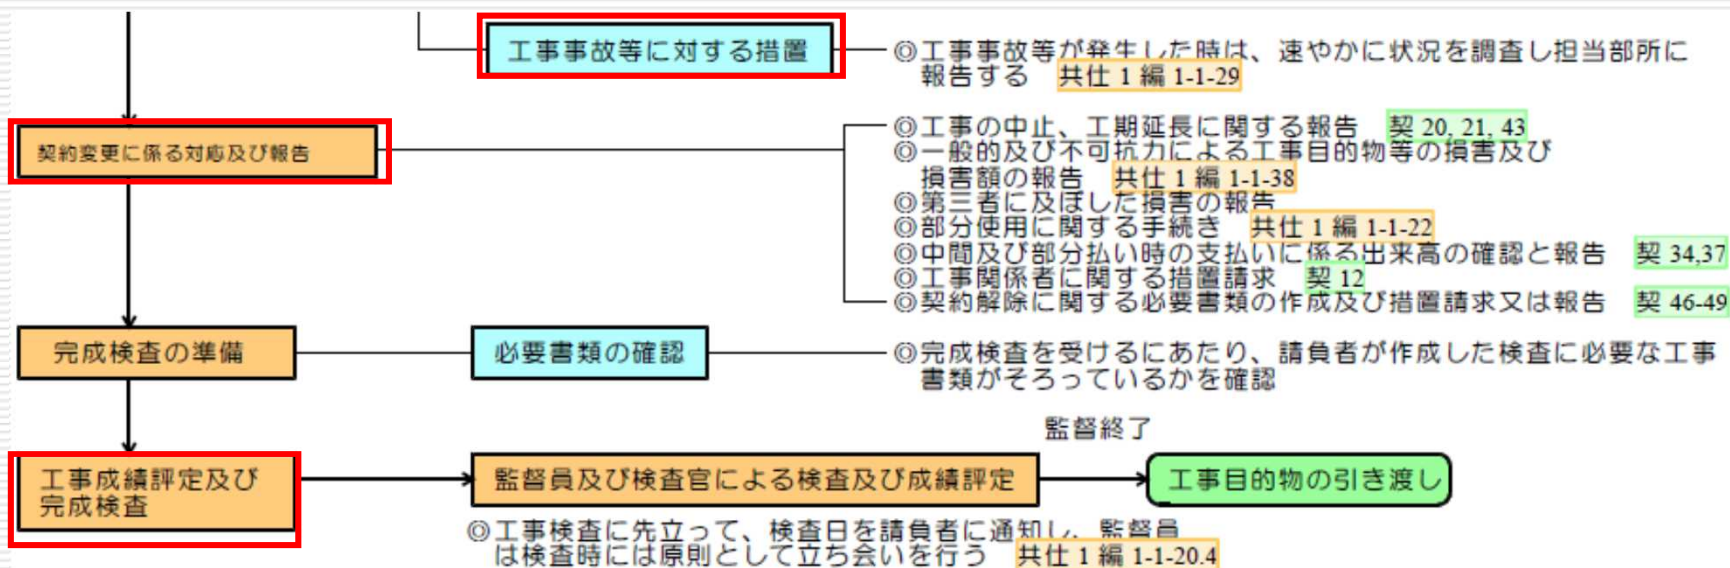 工事事故等に対する措置
◎工事事故等が発生した時は、速やかに状況を調査し担当部所に
報告する 共仕 1 編 1-1-29
契約変更に係る対応及び報告
◎工事の中止、工期延長に関する報告 契 20, 21, 43
◎一般的及び不可抗力による工事目的物等の損害及び
損害額の報告 共仕 1 編 1-1-38
◎第三者に及ぼした損害の報告
◎部分使用に関する手続き 共仕 1 編 1-1-22
◎中間及び部分払い時の支払いに係る出来高の確認と報告 契 34,37
◎工事関係者に関する措置請求 契 12
◎契約解除に関する必要書類の作成及び措置請求又は報告 契 46-49
完成検査の準備
必要書類の確認
◎完成検査を受けるにあたり、請負者が作成した検査に必要な工事
書類がそろっているかを確認
監督終了
工事成績評定及び
完成検査
監督員及び検査官による検査及び成績評定
工事目的物の引き渡し
◎工事検査に先立って、検査日を請負者に通知し、監督員
は検査時には原則として立ち会いを行う 共仕 1 編 1-1-20.4